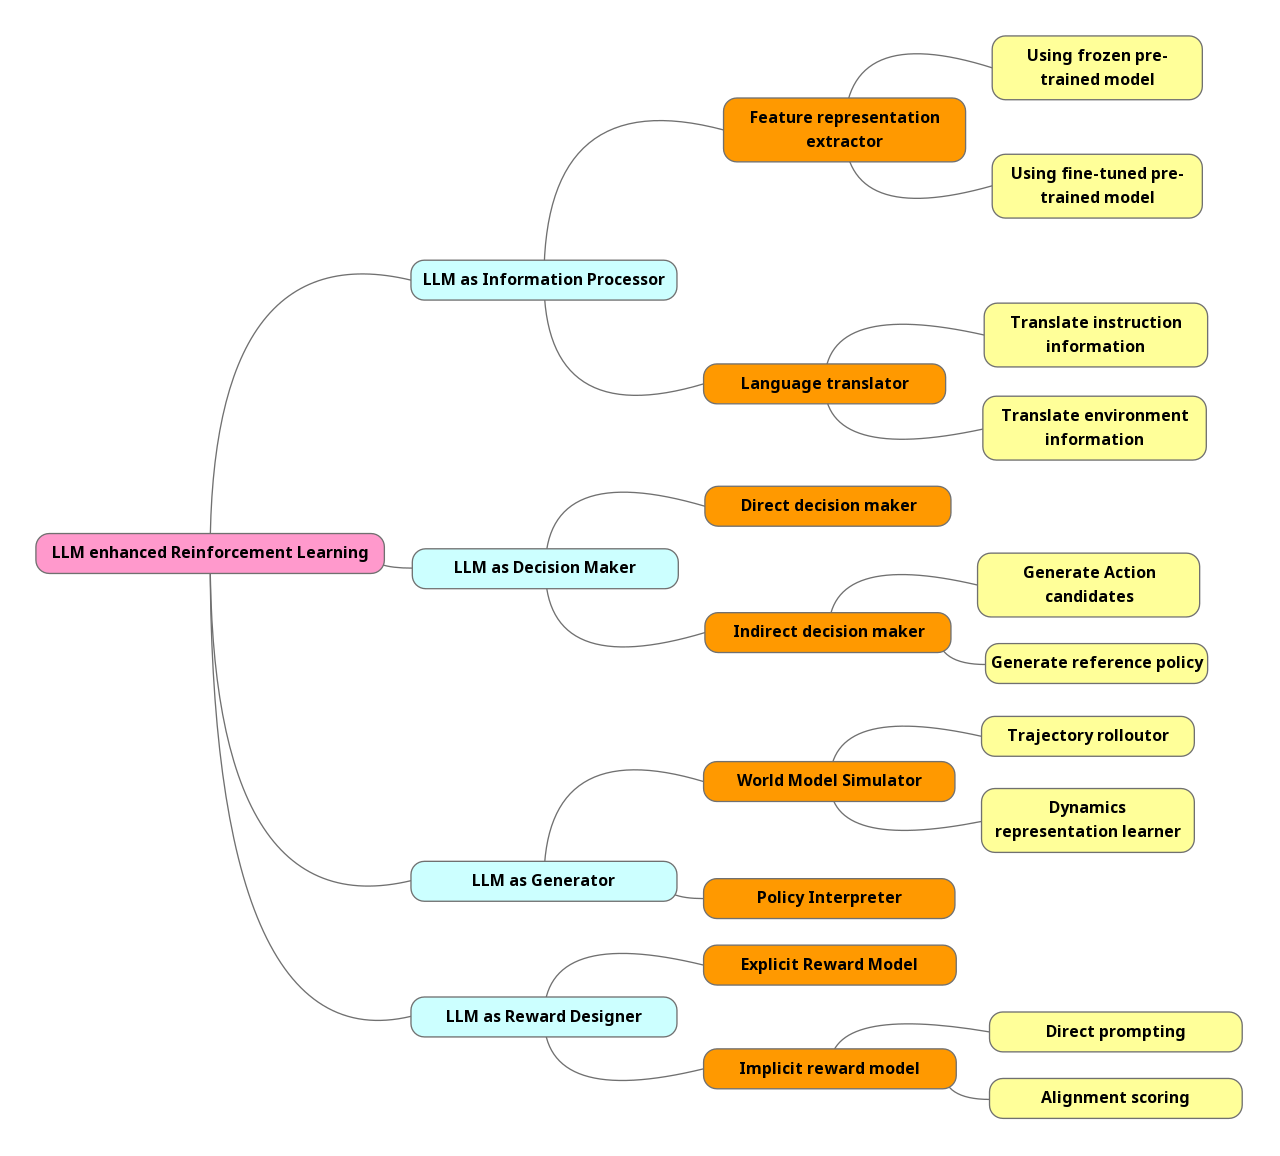 Using frozen pre-
trained model
Feature representation
extractor
Using fine-tuned pre-
trained model
LLM as Information Processor
Translate instruction
information
Language translator
Translate environment
information
Direct decision maker
LLM enhanced Reinforcement Learning
LLM as Decision Maker
Generate Action
candidates
Indirect decision maker
Generate reference policy
Trajectory rolloutor
World Model Simulator
Dynamics
representation learner
LLM as Generator
Policy Interpreter
Explicit Reward Model
LLM as Reward Designer
Direct prompting
Implicit reward model
Alignment scoring